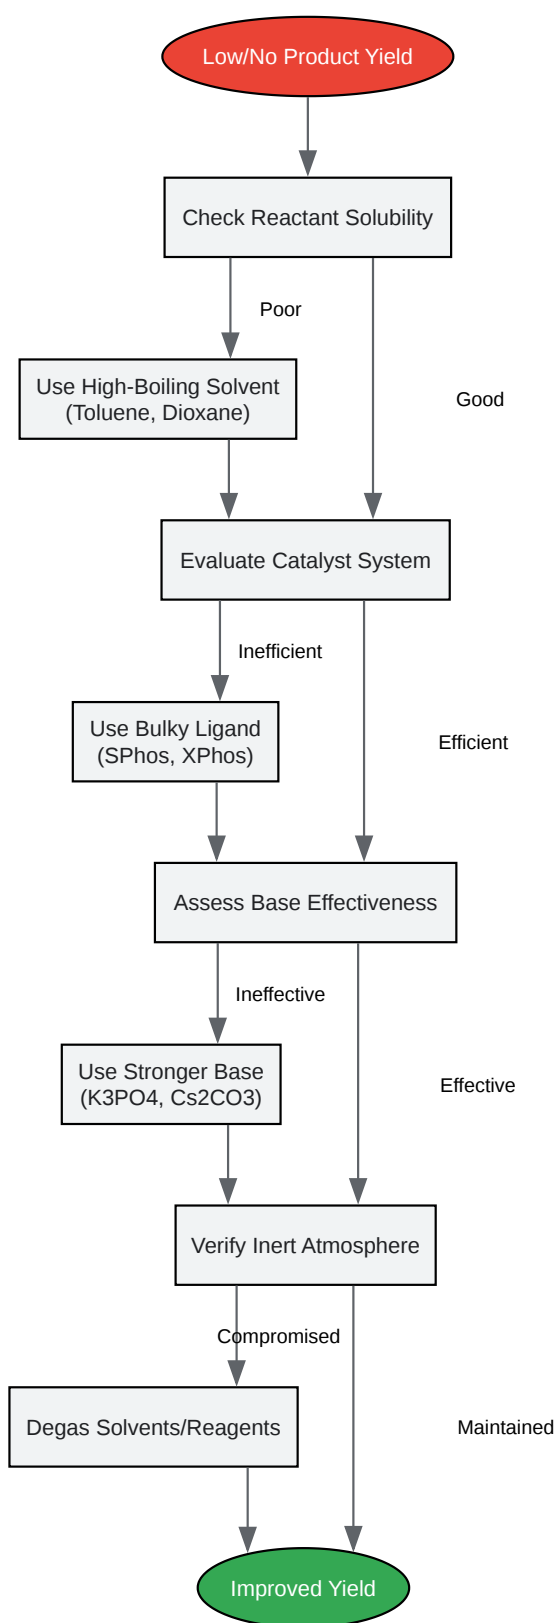 Low/No Product Yield
Check Reactant Solubility
Poor
Use High-Boiling Solvent
(Toluene, Dioxane)
Good
Evaluate Catalyst System
Inefficient
Use Bulky Ligand
(SPhos, XPhos)
Efficient
Assess Base Effectiveness
Ineffective
Use Stronger Base
(K3PO4, Cs2CO3)
Effective
Verify Inert Atmosphere
Compromised
Degas Solvents/Reagents
Maintained
Improved Yield